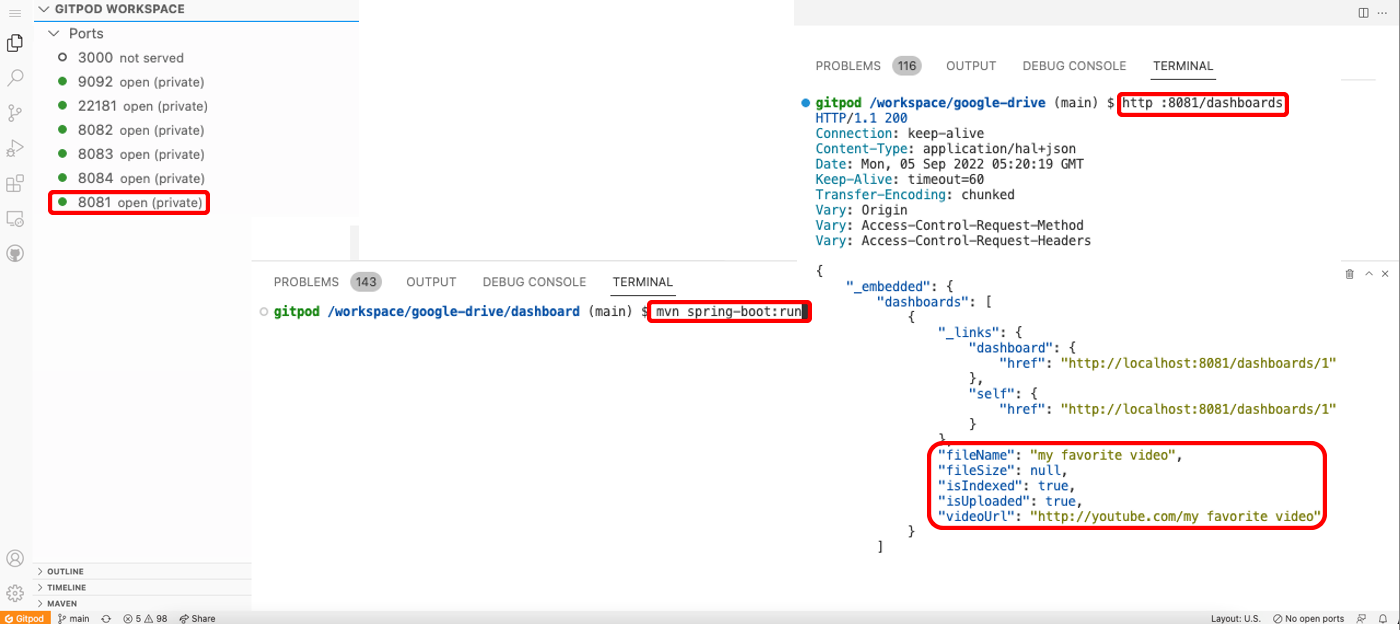 GITPOD WORKSPACE
Ports
3000 not served
9092 open (private)
22181 open (private)
8082 open (private)
8083 open (private)
8084 open (private)
8081 open (private)
PROBLEMS 143 OUTPUT DEBUG CONSOLE TERMINAL
gitpod /workspace/google-drive/dashboard (main) $ mvn spring-boot:run
PROBLEMS 116 OUTPUT DEBUG CONSOLE TERMINAL
gitpod /workspace/google-drive (main) $ http :8081/dashboards
HTTP/1.1 200
Connection: keep-alive
Content-Type: application/hal+json
Date: Mon, 05 Sep 2022 05:20:19 GMT
Keep-Alive: timeout=60
Transfer-Encoding: chunked
Vary: Origin
Vary: Access-Control-Request-Method
Vary: Access-Control-Request-Headers
{
"_embedded": {
"dashboards": [
{
"_links": {
"dashboard": {
"href": "http://localhost:8081/dashboards/1"
},
"self": {
"href": "http://localhost:8081/dashboards/1"
}
},
"fileName": "my favorite video",
"fileSize": null,
"isIndexed": true,
"isUploaded": true,
"videoUrl": "http://youtube.com/my favorite video"
}
]
OUTLINE
TIMELINE
MAVEN
Gitpod main 5 98 Share Layout: U.S. No open ports